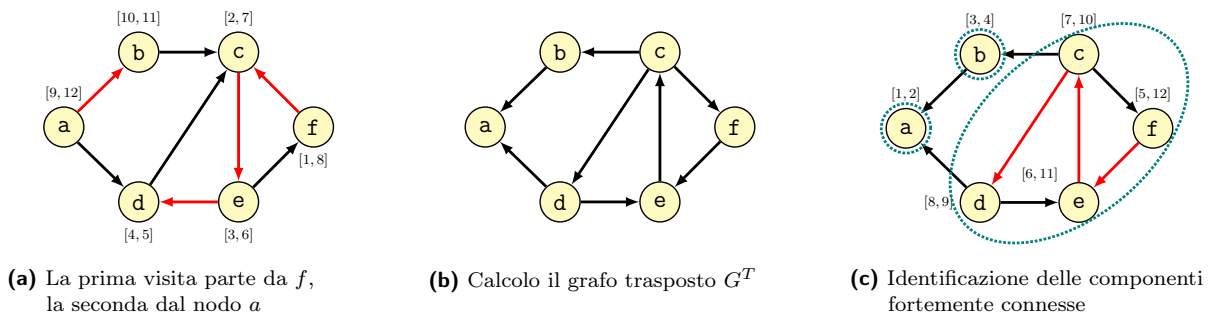 [10, 11]
[2, 7]
b
c
[9, 12]
a
f
[1, 8]
d
e
[4, 5]
[3, 6]
(a) La prima visita parte da f,
la seconda dal nodo a
b
c
a
f
d
e
(b) Calcolo il grafo trasposto G^T
[3, 4]
[7, 10]
b
c
[1, 2]
[5, 12]
a
f
[6, 11]
[8, 9]
d
e
(c) Identificazione delle componenti
fortemente connesse